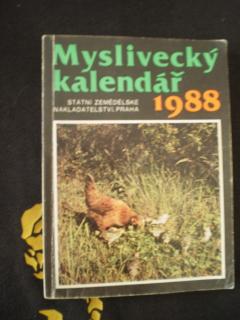 Myslivecký
kalendář
STÁTNÍ ZEMĚDĚLSKÉ
NAKLADATELSTVÍ, PRAHA
1988